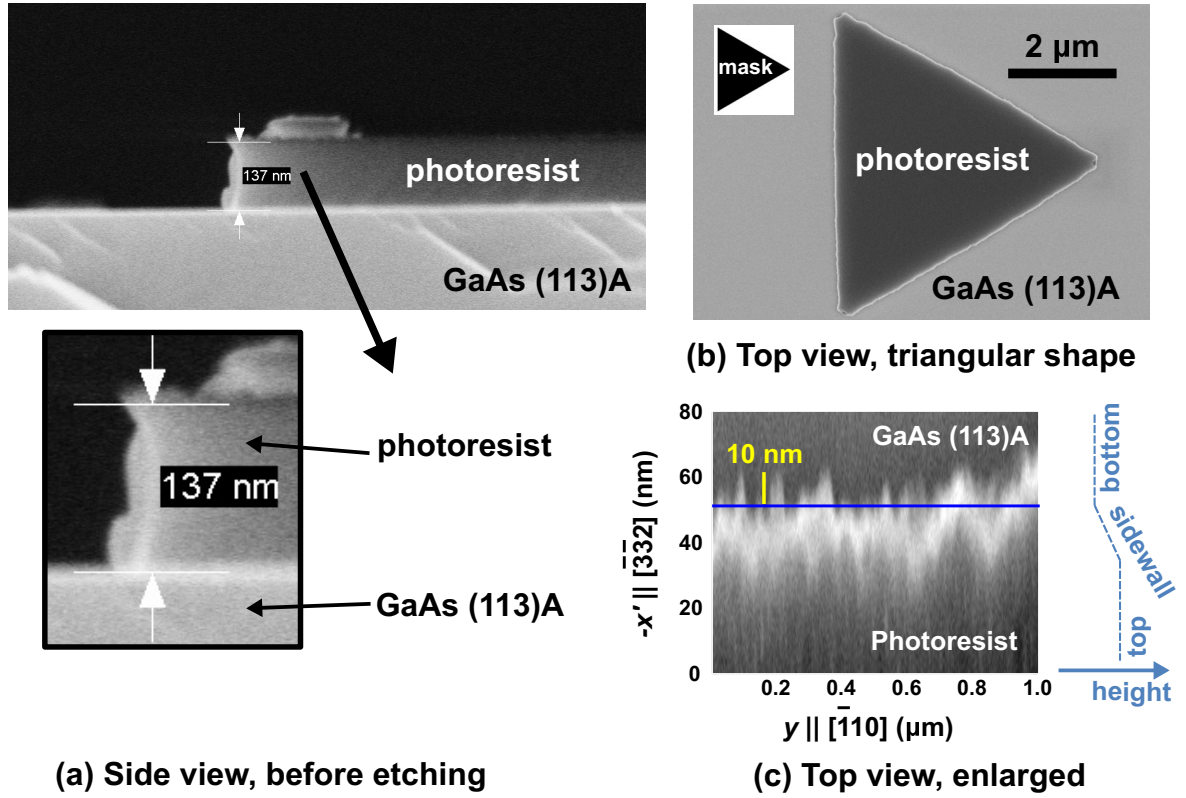 137 nm
photoresist
GaAs (113)A
137 nm
photoresist
GaAs (113)A
(a) Side view, before etching
mask
2 µm
photoresist
GaAs (113)A
(b) Top view, triangular shape
80
60
40
20
0
-x′ || [3̅3̅2] (nm)
GaAs (113)A
10 nm
Photoresist
0.2
0.4
0.6
0.8
1.0
y || [1̅10] (µm)
bottom
sidewall
top
height
(c) Top view, enlarged